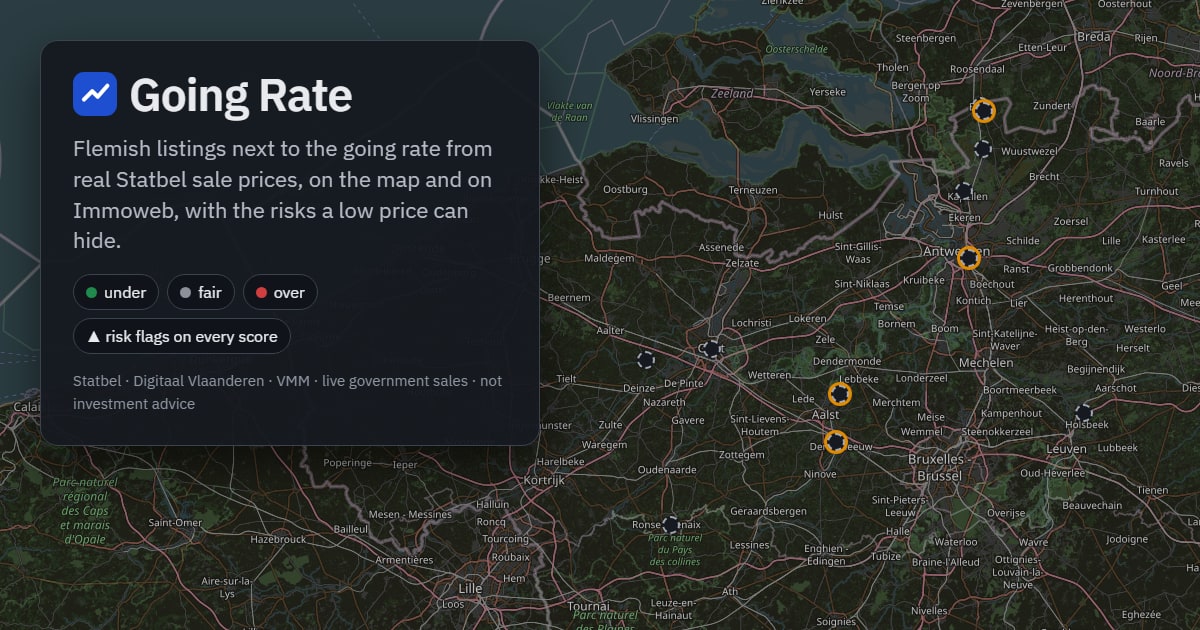 Going Rate
Flemish listings next to the going rate from
real Statbel sale prices, on the map and on
Immoweb, with the risks a low price can
hide.
under
fair
over
▲ risk flags on every score
Statbel · Digitaal Vlaanderen · VMM · live government sales · not
investment advice
Zierikzee
Zevenbergen
Oosterhout
Steenbergen
Breda
Rijen
Oosterschelde
Etten-Leur
Tholen
Roosendaal
Noord-Br
Zeeland
Yerseke
Bergen op
Zoom
Vlakte van
de Raan
Vlissingen
Zundert
Baarle
Wuustwezel
Ravels
Brecht
Turnhout
Oostburg
Terneuzen
Ekeren
Hulst
Zoersel
Assenede
Sint-Gillis-
Waas
Schilde
Lille
Kasterlee
Maldegem
Zelzate
Ranst
Grobbendonk
Sint-Niklaas
Kruibeke
Boechout
Geel
Beernem
Temse
Kontich
Lier
Herenthout
Lochristi
Lokeren
Bornem
Boom
Sint-Katelijne-
Waver
Heist-op-den-
Berg
Westerlo
Aalter
Zele
Herselt
Dendermonde
Mechelen
Tielt
De Pinte
Wetteren
Lebbeke
Londerzeel
Begijnendijk
Deinze
Boortmeerbeek
Aarschot
Nazareth
Lede
Merchtem
Aalst
Meise
Kampenhout
Zulte
Gavere
Sint-Lievens-
Houtem
Wemmel
Steenokkerzeel
Holsbeek
Waregem
Zottegem
Leuven
Lubbeek
Harelbeke
Oudenaarde
Bruxelles -
Brussel
Poperinge
Ieper
Kortrijk
Ninove
Oud-Heverlee
Parc naturel
régional
des Caps
et marais
d'Opale
Tienen
Halluin
Sint-Pieters-
Leeuw
Beauvechain
Mesen - Messines
Roncq
Geraardsbergen
Overijse
Saint-Omer
Bailleul
Tourcoing
Halle
Hazebrouck
Parc naturel
du Pays
des collines
Lessines
Enghien -
Edingen
Waterloo
Wavre
Jodoigne
Armentières
Roubaix
Tubize
Braine-l'Alleud
Ottignies-
Louvain-la-
Neuve
Hem
Aire-sur-la-
Lys
Lille
Ath
Loos
Tournai
Leuze-en-
Hainaut
Nivelles
Parc naturel
des Plaines
Soignies
Eghezée